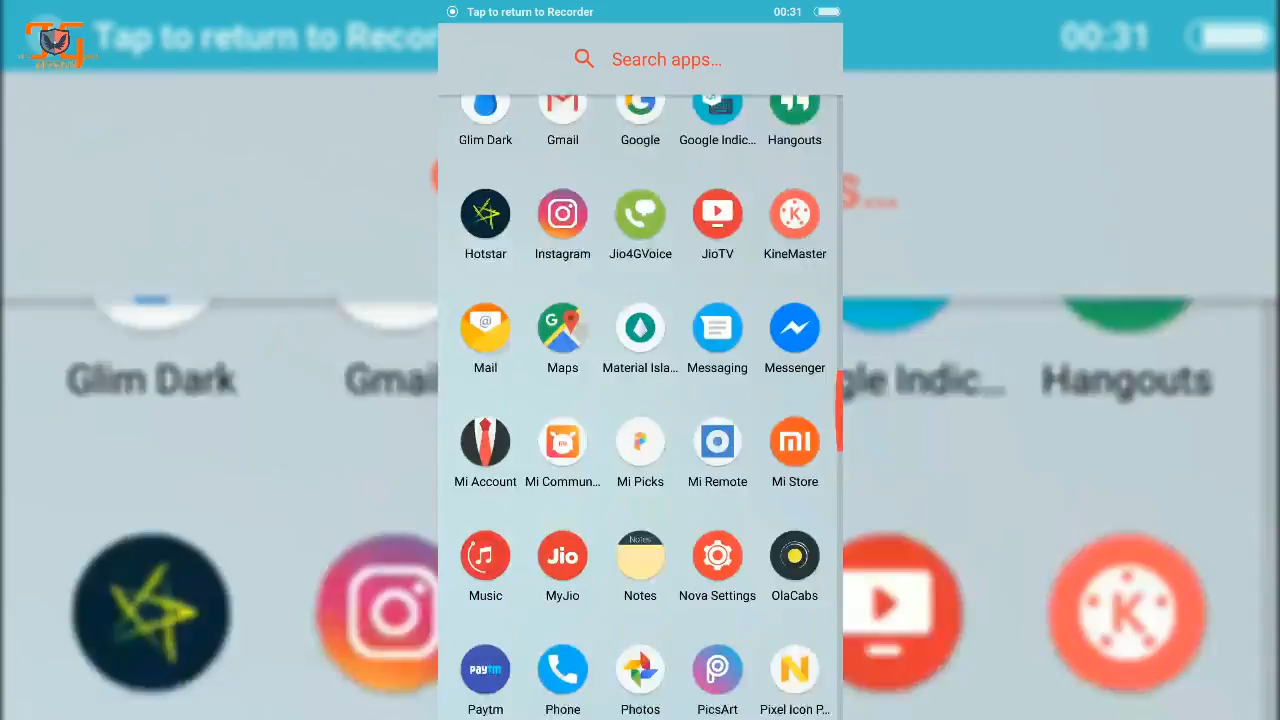 Tap to return to Recorder 00:31
Search apps...
Glim Dark Gmail Google Google Indic... Hangouts
Hotstar Instagram Jio4GVoice JioTV KineMaster
Mail Maps Material Isla... Messaging Messenger
Mi Account Mi Commun... Mi Picks Mi Remote Mi Store
Music MyJio Notes Nova Settings OlaCabs
Paytm Phone Photos PicsArt Pixel Icon P...